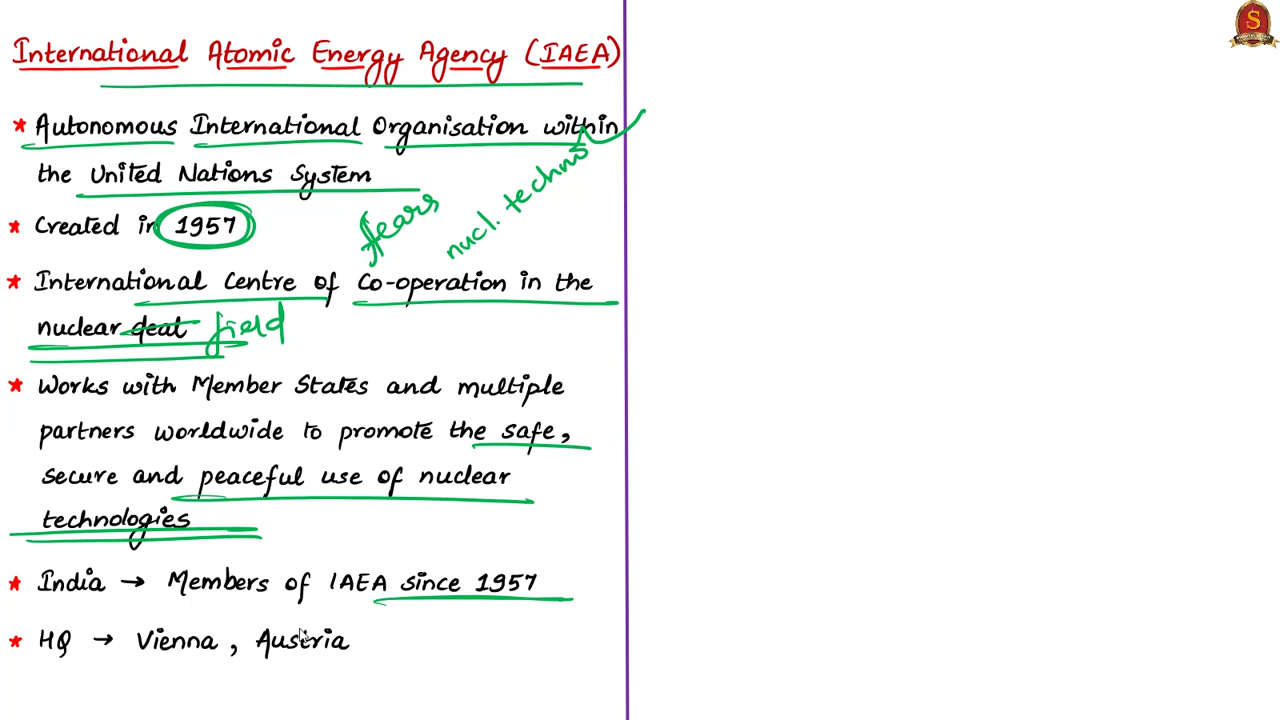 International Atomic Energy Agency (IAEA)
* Autonomous International Organisation within
the United Nations System
* Created in 1957
fears
nucl. techno
* International Centre of Co-operation in the
nuclear deal field
* Works with Member States and multiple
partners worldwide to promote the safe,
secure and peaceful use of nuclear
technologies
* India → Members of IAEA since 1957
* HQ → Vienna, Austria
S